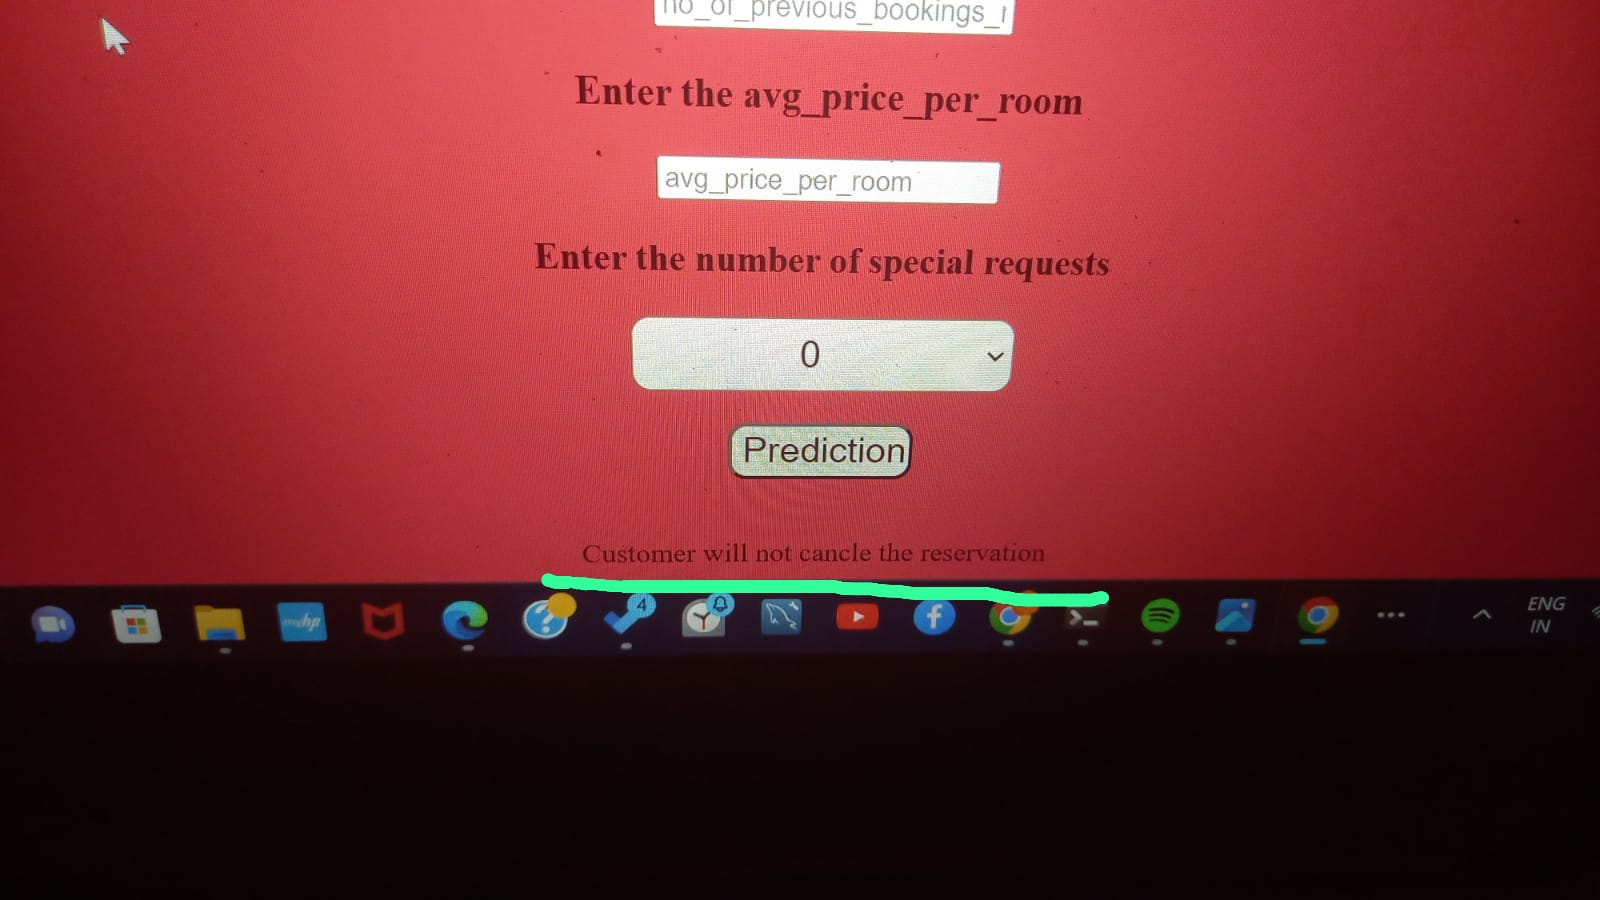 no_of_previous_bookings_
Enter the avg_price_per_room
avg_price_per_room
Enter the number of special requests
0
Prediction
Customer will not cancle the reservation
myhp
4
ENG
IN